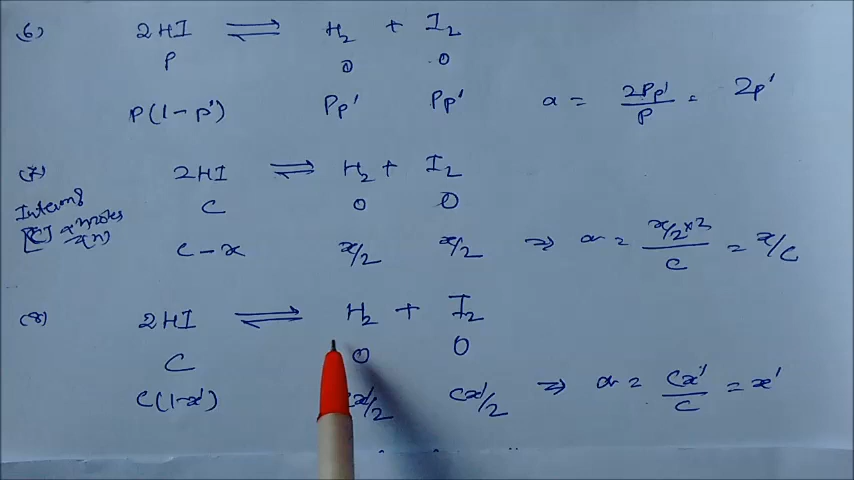 (6) 2HI ⇌ H₂ + I₂
P 0 0
P(1-p') Pp' Pp' α = 2Pp'/P = 2p'
(7) 2HI ⇌ H₂ + I₂
C 0 0
[C]
C-x x/2 x/2 ⇒ α = x/2×2/C = x/C
(8) 2HI ⇌ H₂ + I₂
C 0 0
C(1-x') Cx'/2 Cx'/2 ⇒ α = Cx'/C = x'